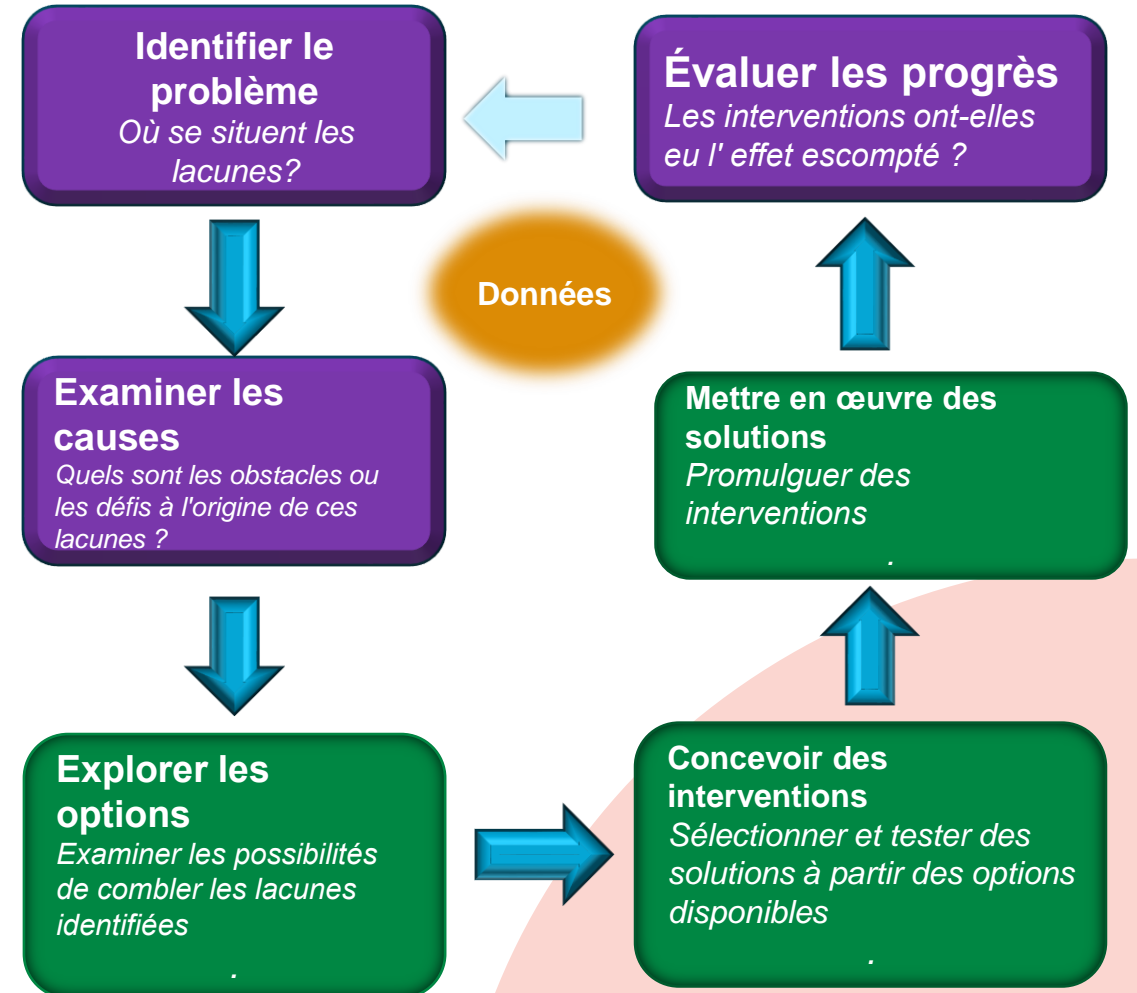 Identifier le
problème
Où se situent les
lacunes?
Évaluer les progrès
Les interventions ont-elles
eu l' effet escompté ?
Données
Examiner les
causes
Quels sont les obstacles ou
les défis à l'origine de ces
lacunes ?
Mettre en œuvre des
solutions
Promulguer des
interventions
.
Explorer les
options
Examiner les possibilités
de combler les lacunes
identifiées
.
Concevoir des
interventions
Sélectionner et tester des
solutions à partir des options
disponibles
.